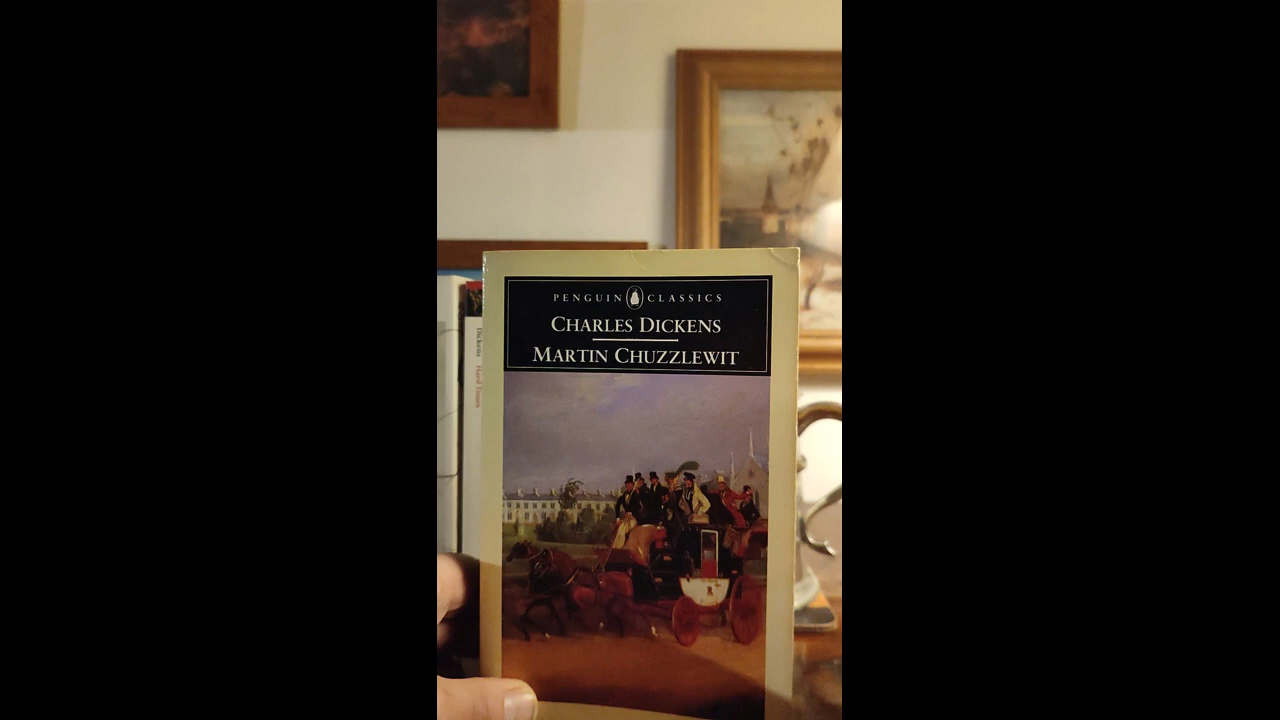 PENGUIN CLASSICS
CHARLES DICKENS
MARTIN CHUZZLEWIT
Dickens Hard Times